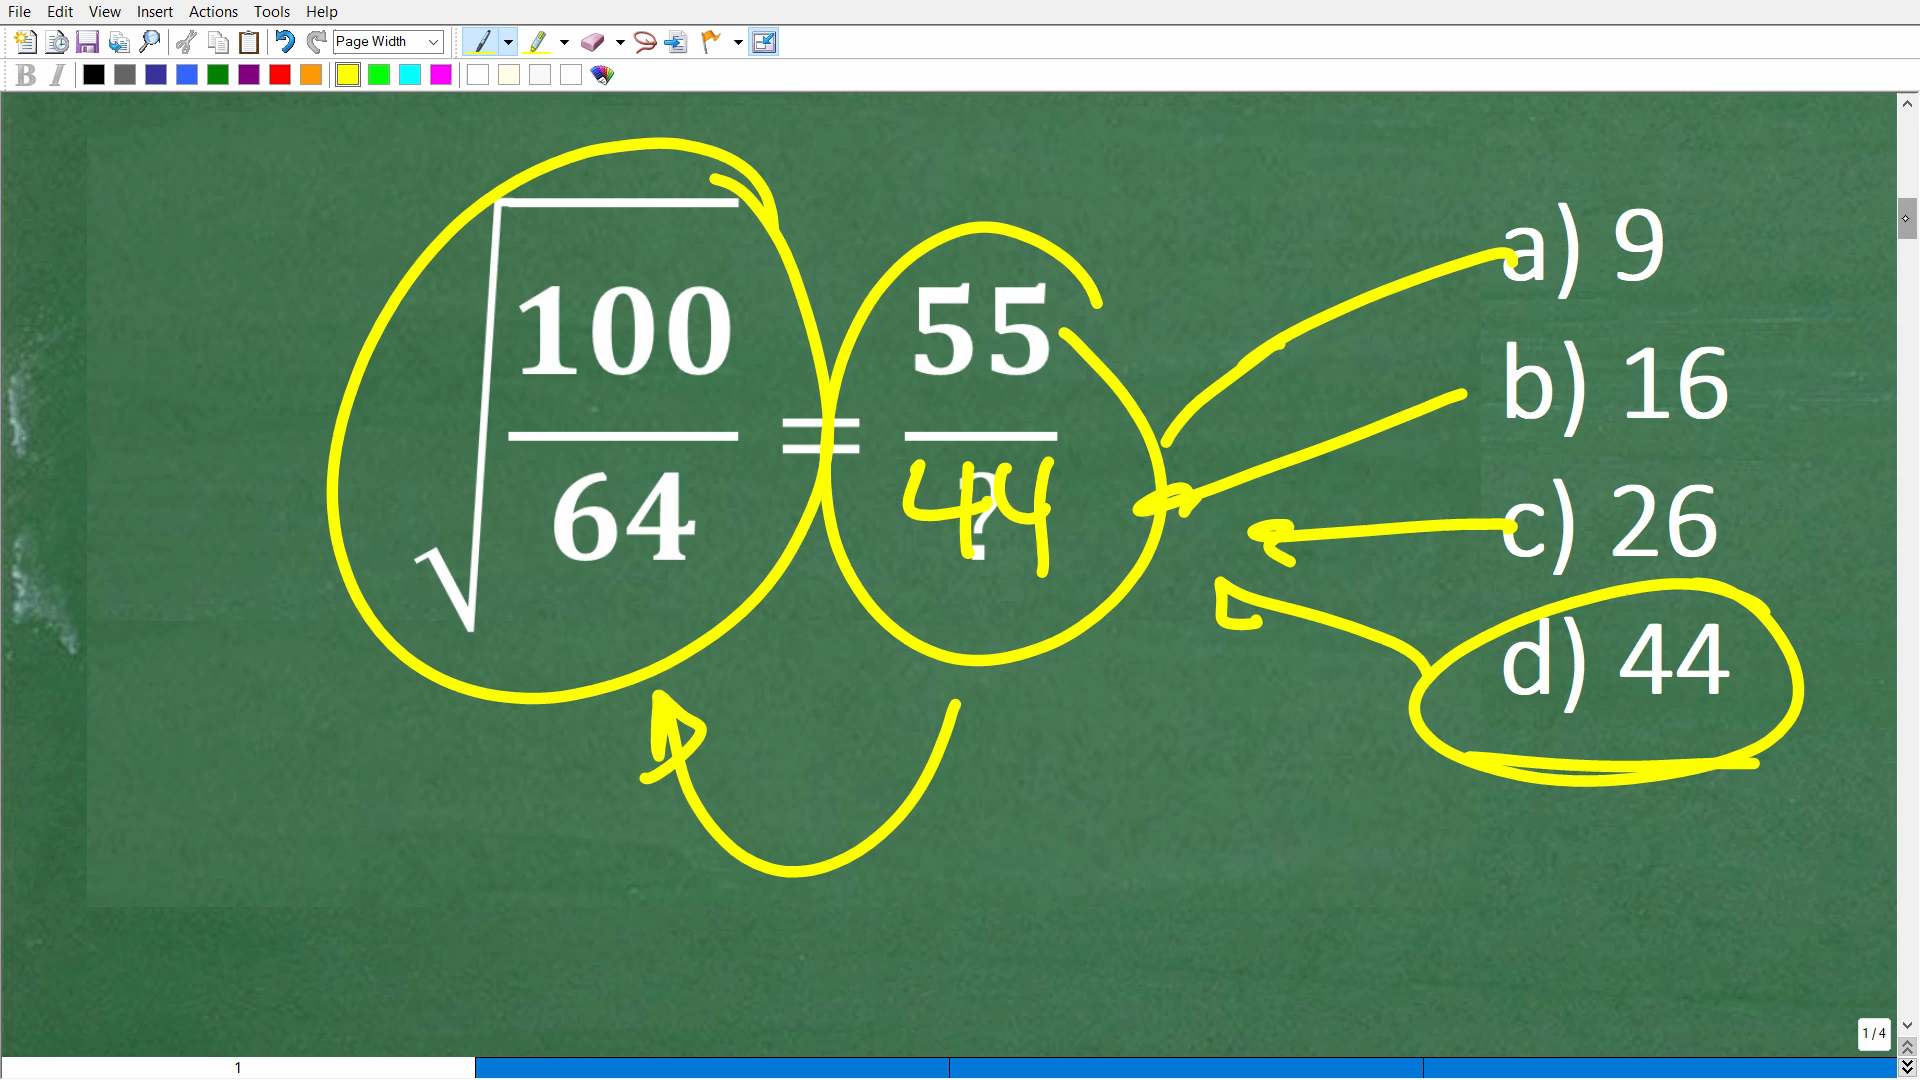 File Edit View Insert Actions Tools Help
Page Width
B I
√100/64 = 55/?
44
a) 9
b) 16
c) 26
d) 44
1 / 4
1